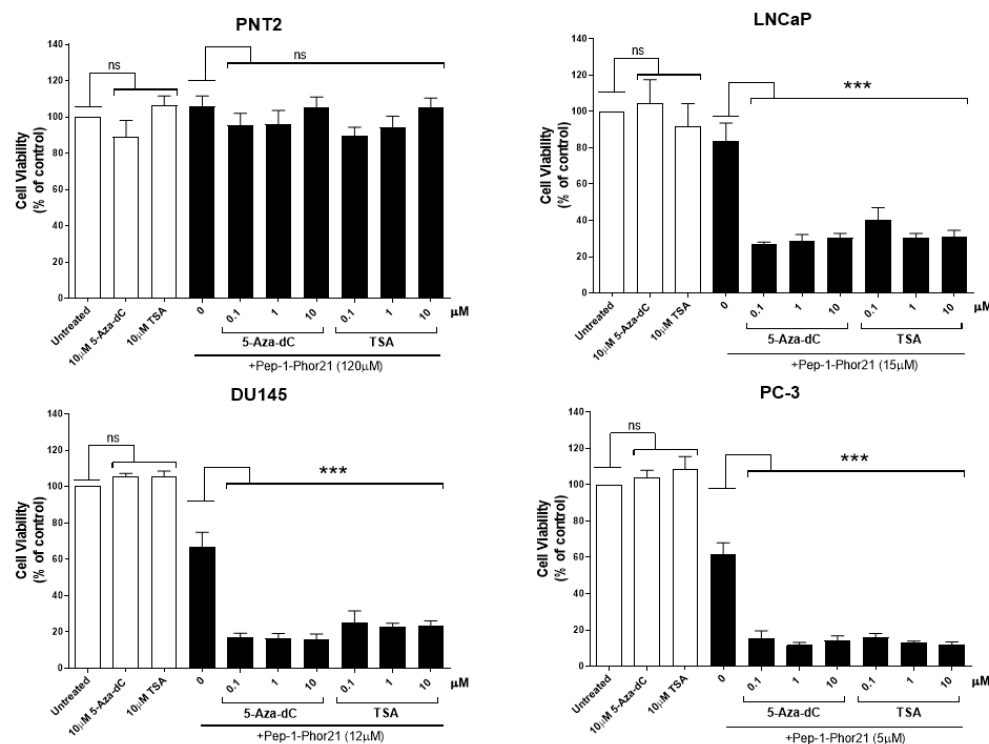 PNT2
ns
ns
Cell Viability
(% of control)
140
120
100
80
60
40
20
0
Untreated
10μM 5-Aza-dC
10μM TSA
0
0.1
1
10
0.1
1
10
μM
5-Aza-dC
TSA
+Pep-1-Phor21 (120μM)
LNCaP
ns
***
Cell Viability
(% of control)
140
120
100
80
60
40
20
0
Untreated
10μM 5-Aza-dC
10μM TSA
0
0.1
1
10
0.1
1
10
μM
5-Aza-dC
TSA
+Pep-1-Phor21 (15μM)
DU145
ns
***
Cell Viability
(% of control)
140
120
100
80
60
40
20
0
Untreated
10μM 5-Aza-dC
10μM TSA
0
0.1
1
10
0.1
1
10
μM
5-Aza-dC
TSA
+Pep-1-Phor21 (12μM)
PC-3
ns
***
Cell Viability
(% of control)
140
120
100
80
60
40
20
0
Untreated
10μM 5-Aza-dC
10μM TSA
0
0.1
1
10
0.1
1
10
μM
5-Aza-dC
TSA
+Pep-1-Phor21 (5μM)